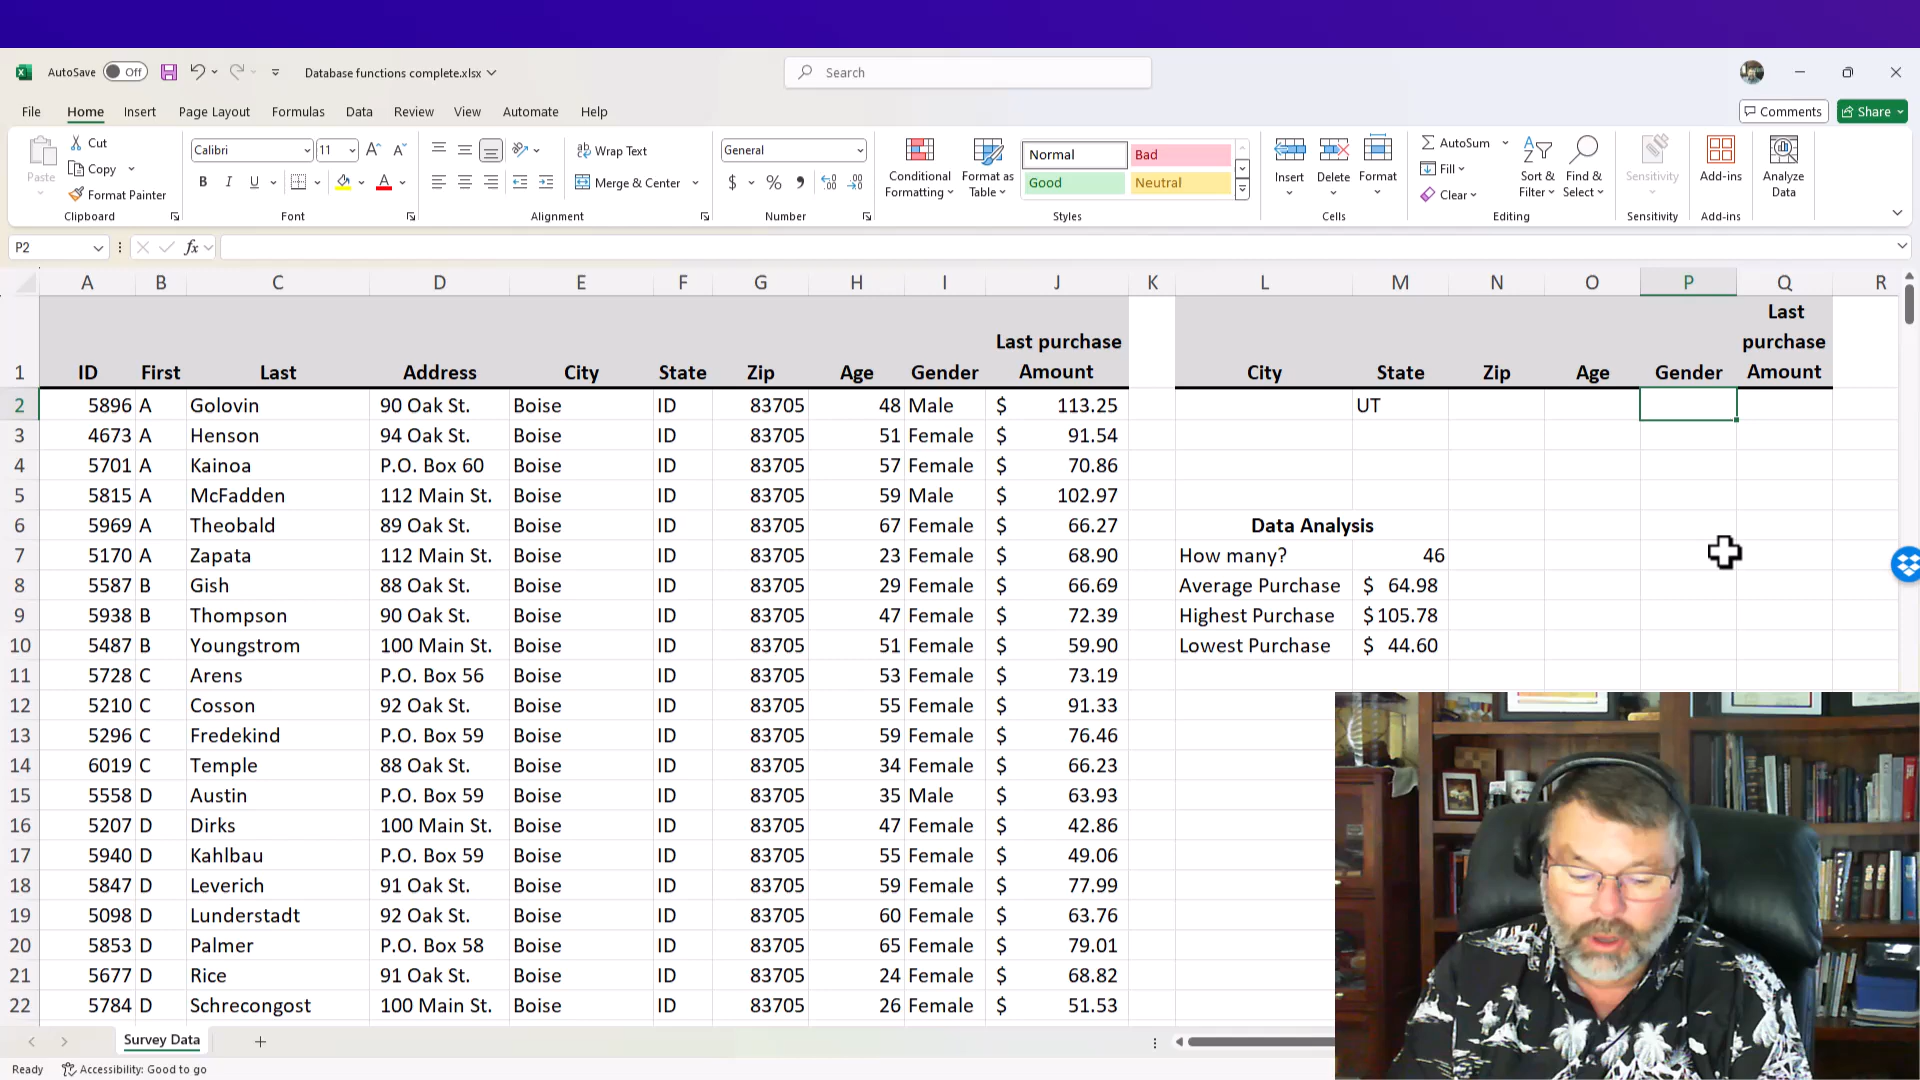 AutoSave Off Database functions complete.xlsx Search
File Home Insert Page Layout Formulas Data Review View Automate Help Comments Share
Paste Cut Copy Format Painter Clipboard
Calibri 11 B I U A Font
Wrap Text Merge & Center Alignment
General $ % , Number
Conditional Formatting Format as Table Normal Bad Good Neutral Styles
Insert Delete Format Cells
AutoSum Fill Clear Sort & Filter Find & Select Editing
Sensitivity Sensitivity
Add-ins Add-ins
Analyze Data
P2 fx
A B C D E F G H I J K L M N O P Q R
1 ID First Last Address City State Zip Age Gender Last purchase Amount City State Zip Age Gender Last purchase Amount
2 5896 A Golovin 90 Oak St. Boise ID 83705 48 Male $ 113.25 UT
3 4673 A Henson 94 Oak St. Boise ID 83705 51 Female $ 91.54
4 5701 A Kainoa P.O. Box 60 Boise ID 83705 57 Female $ 70.86
5 5815 A McFadden 112 Main St. Boise ID 83705 59 Male $ 102.97
6 5969 A Theobald 89 Oak St. Boise ID 83705 67 Female $ 66.27 Data Analysis
7 5170 A Zapata 112 Main St. Boise ID 83705 23 Female $ 68.90 How many? 46
8 5587 B Gish 88 Oak St. Boise ID 83705 29 Female $ 66.69 Average Purchase $ 64.98
9 5938 B Thompson 90 Oak St. Boise ID 83705 47 Female $ 72.39 Highest Purchase $ 105.78
10 5487 B Youngstrom 100 Main St. Boise ID 83705 51 Female $ 59.90 Lowest Purchase $ 44.60
11 5728 C Arens P.O. Box 56 Boise ID 83705 53 Female $ 73.19
12 5210 C Cosson 92 Oak St. Boise ID 83705 55 Female $ 91.33
13 5296 C Fredekind P.O. Box 59 Boise ID 83705 59 Female $ 76.46
14 6019 C Temple 88 Oak St. Boise ID 83705 34 Female $ 66.23
15 5558 D Austin P.O. Box 59 Boise ID 83705 35 Male $ 63.93
16 5207 D Dirks 100 Main St. Boise ID 83705 47 Female $ 42.86
17 5940 D Kahlbau P.O. Box 59 Boise ID 83705 55 Female $ 49.06
18 5847 D Leverich 91 Oak St. Boise ID 83705 59 Female $ 77.99
19 5098 D Lunderstadt 92 Oak St. Boise ID 83705 60 Female $ 63.76
20 5853 D Palmer P.O. Box 58 Boise ID 83705 65 Female $ 79.01
21 5677 D Rice 91 Oak St. Boise ID 83705 24 Female $ 68.82
22 5784 D Schrecongost 100 Main St. Boise ID 83705 26 Female $ 51.53
Survey Data
Ready Accessibility: Good to go